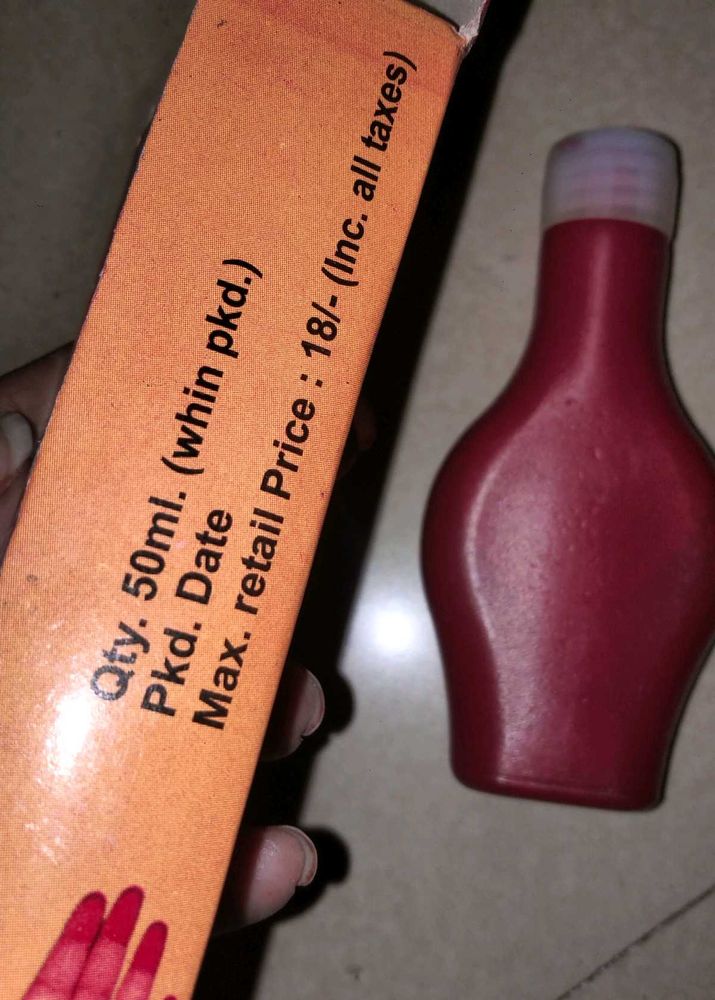 Qty. 50ml. (whin pkd.)
Pkd. Date
Max. retail Price : 18/- (Inc. all taxes)